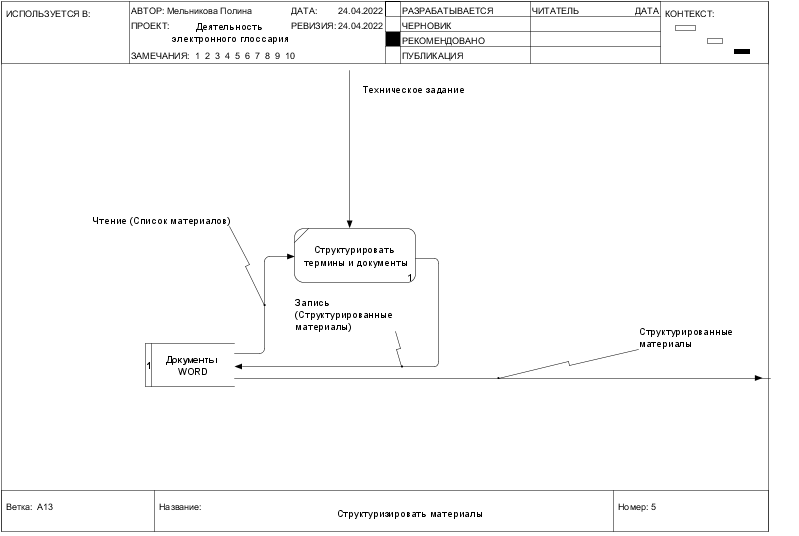 ИСПОЛЬЗУЕТСЯ В:
АВТОР: Мельникова Полина
ДАТА: 24.04.2022
РАЗРАБАТЫВАЕТСЯ
ЧИТАТЕЛЬ
ДАТА
КОНТЕКСТ:
ПРОЕКТ: Деятельность
электронного глоссария
РЕВИЗИЯ: 24.04.2022
ЧЕРНОВИК
РЕКОМЕНДОВАНО
ЗАМЕЧАНИЯ: 1 2 3 4 5 6 7 8 9 10
ПУБЛИКАЦИЯ
Техническое задание
Чтение (Список материалов)
Структурировать
термины и документы
1
Запись
(Структурированные
материалы)
Структурированные
материалы
1
Документы
WORD
Ветка: A13
Название:
Структуризировать материалы
Номер: 5